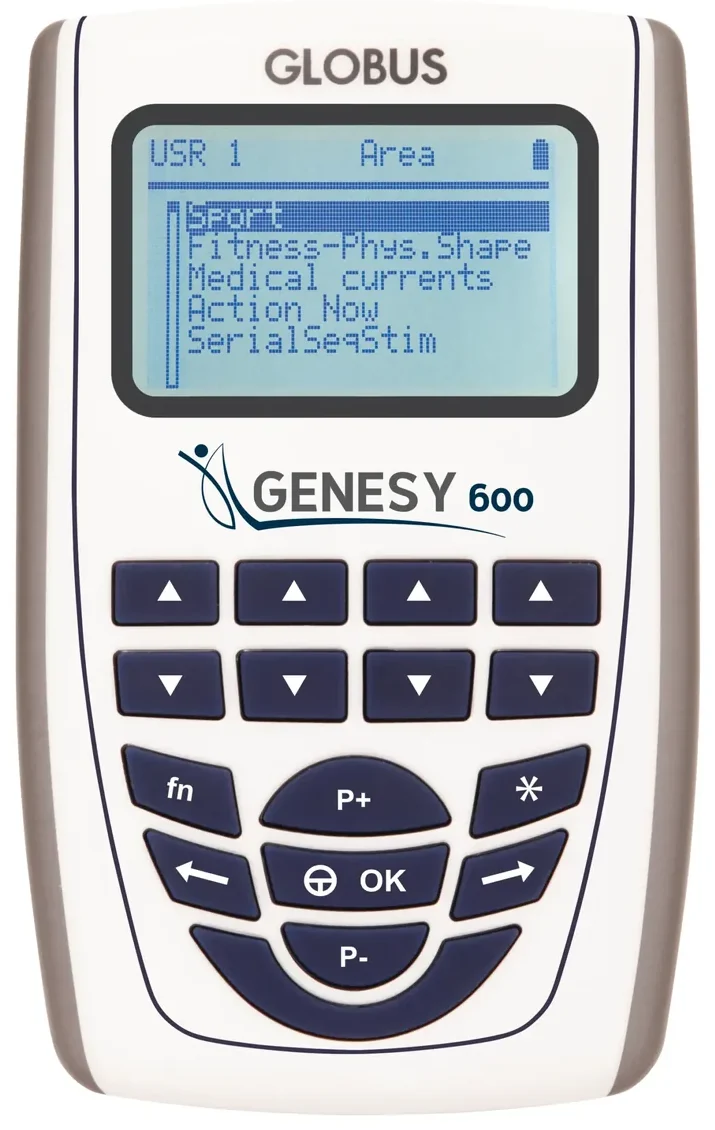 GLOBUS
USR 1 Area
Sport
Fitness-Phys.Shape
Medical currents
Action Now
SerialSeqStim
GENESY 600
fn P+ *
OK
P-